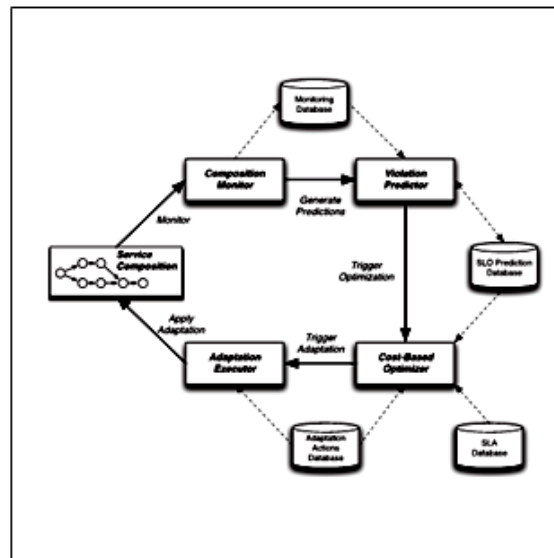 Monitoring
Database
Composition
Monitor
Violation
Predictor
Generate
Predictions
Monitor
Service
Composition
SLO Prediction
Database
Trigger
Optimization
Apply
Adaptation
Trigger
Adaptation
Adaptation
Executor
Cost-Based
Optimizer
Adaptation
Actions
Database
SLA
Database